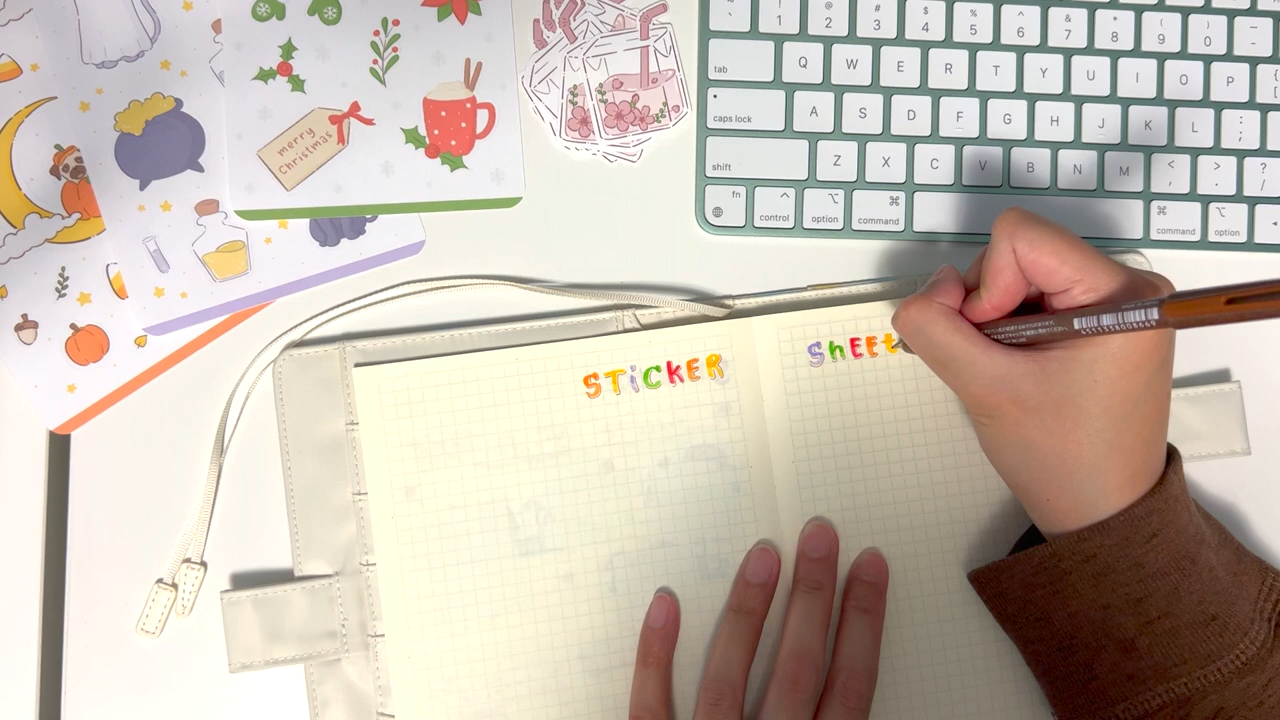 merry
christmas
~ ! @ # $ % ^ & * ( ) _
` 1 2 3 4 5 6 7 8 9 0 -
tab Q W E R T Y U I O P [
caps lock A S D F G H J K L : ;
shift Z X C V B N M < , > . ? /
fn control option command command option
STiCKER SHEEt
4511338008669